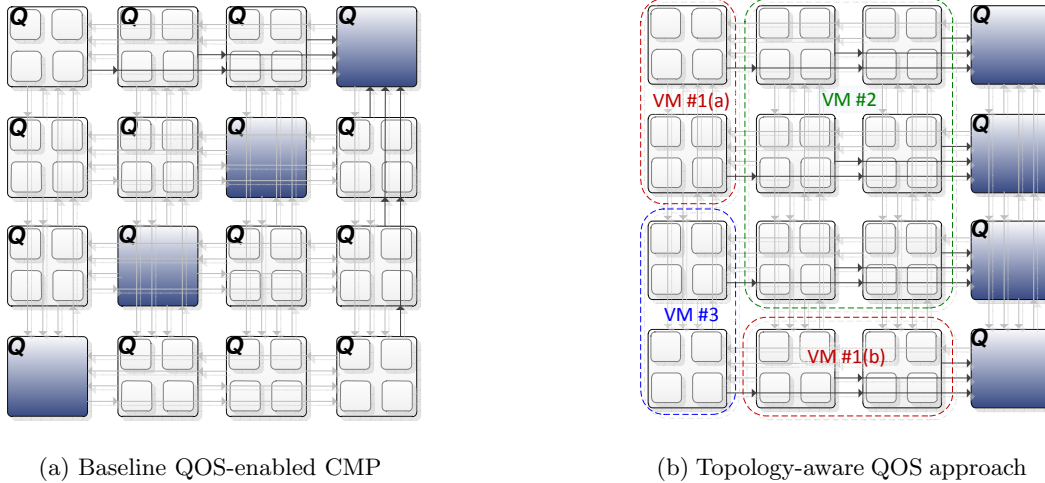 Q Q Q Q Q
VM #1(a) VM #2
Q Q Q Q Q
Q Q Q Q Q
VM #3
Q Q Q Q Q
VM #1(b)
(a) Baseline QOS-enabled CMP
(b) Topology-aware QOS approach